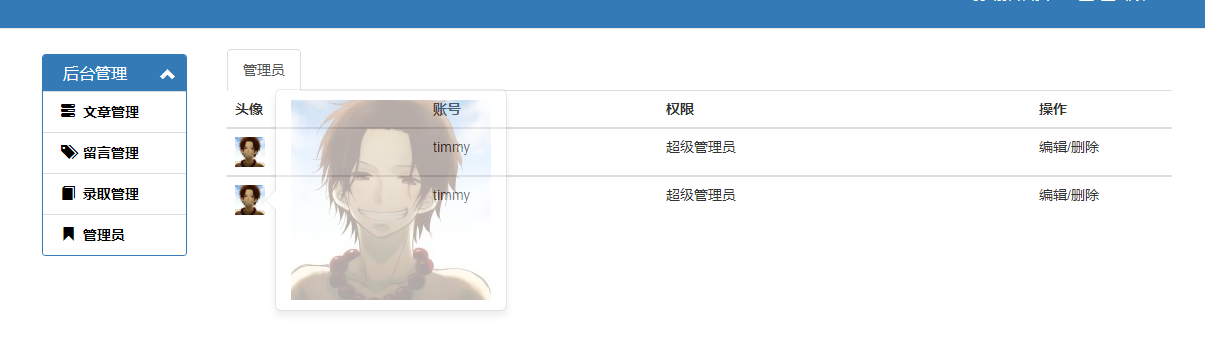 后台管理
文章管理
留言管理
录取管理
管理员
管理员
头像 账号 权限 操作
timmy 超级管理员 编辑/删除
timmy 超级管理员 编辑/删除